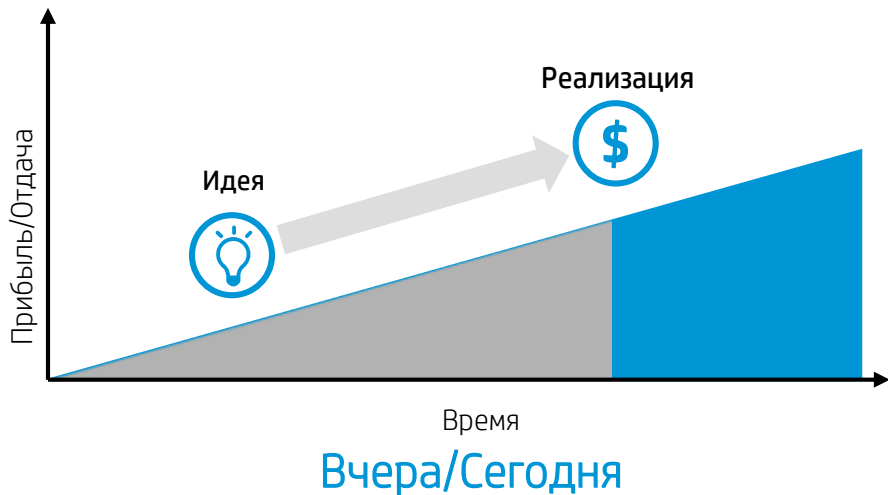 Реализация
$
Идея
Прибыль/Отдача
Время
Вчера/Сегодня